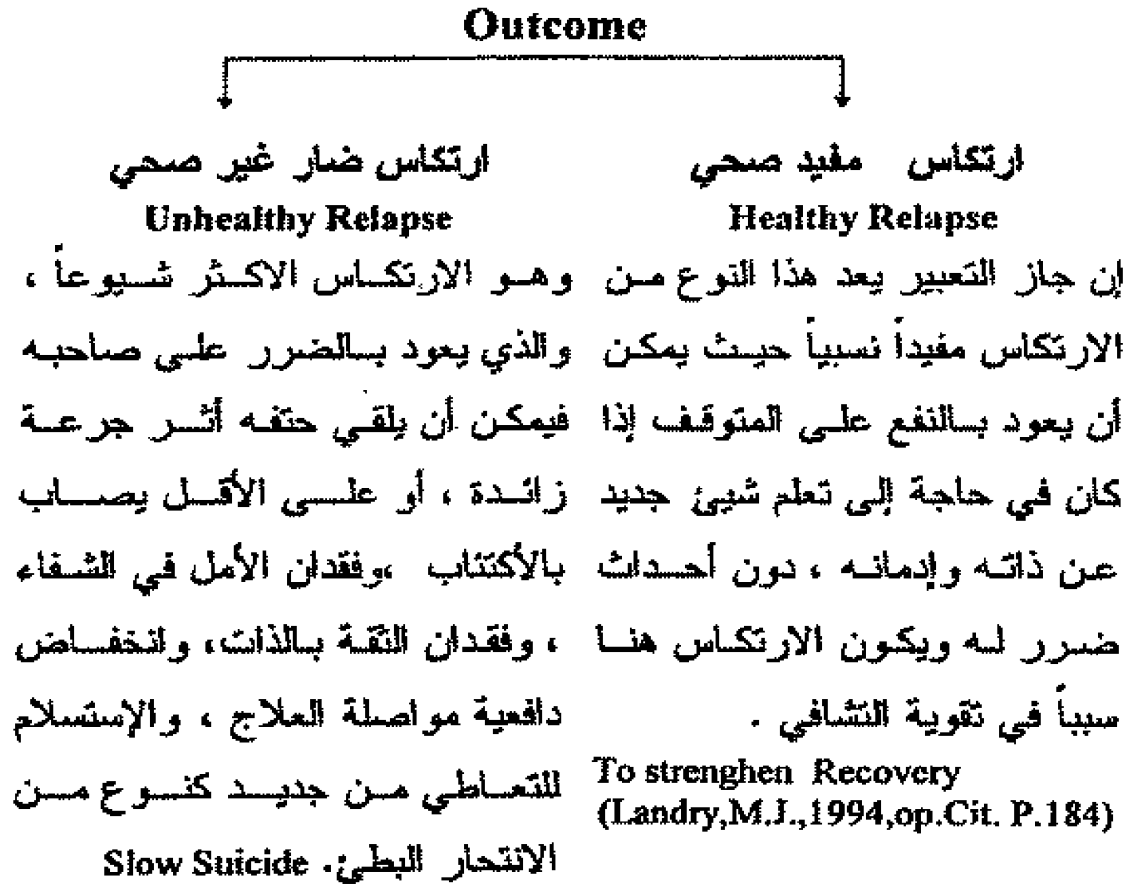 Outcome
ارتكاس مفيد صحي
Healthy Relapse
إن جاز التعبير يعد هذا النوع من
الارتكاس مفيداً نسبياً حيث يمكن
أن يعود بالنفع على المتوقف إذا
كان في حاجة إلى تعلم شيئ جديد
عن ذاته وإدمانه ، دون أحداث
ضرر له ويكون الارتكاس هنا
سبباً في تقوية التشافي .
To strenghen Recovery
(Landry,M.J.,1994,op.Cit. P.184)
ارتكاس ضار غير صحي
Unhealthy Relapse
وهو الارتكاس الاكثر شيوعاً ،
والذي يعود بالضرر على صاحبه
فيمكن أن يلقي حتفه أثر جرعة
زائدة ، أو على الأقل يصاب
بالأكتئاب ،وفقدان الأمل في الشفاء
، وفقدان الثقة بالذات، وانخفاض
دافعية مواصلة العلاج ، والإستسلام
للتعاطي من جديد كنوع من
الانتحار البطئ. Slow Suicide